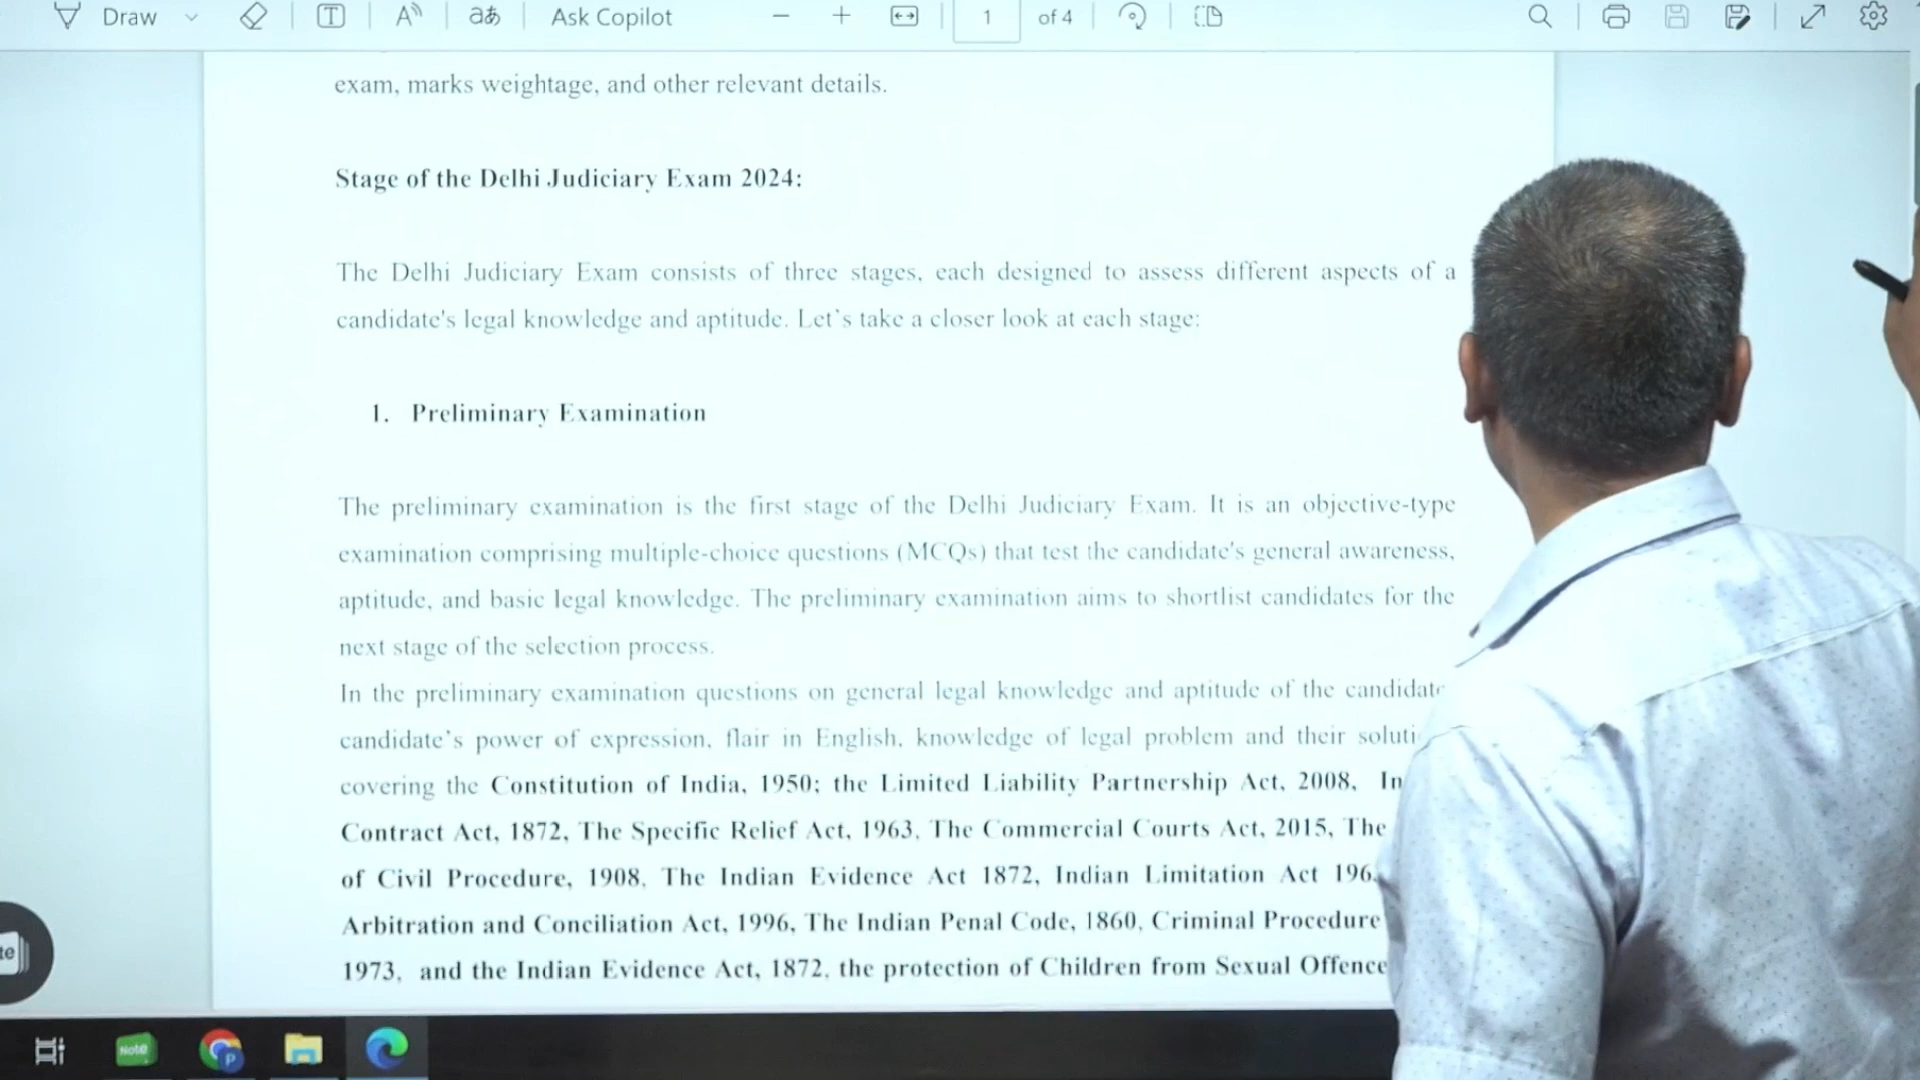 Draw
Ask Copilot
1
of 4
exam, marks weightage, and other relevant details.
Stage of the Delhi Judiciary Exam 2024:
The Delhi Judiciary Exam consists of three stages, each designed to assess different aspects of a
candidate's legal knowledge and aptitude. Let's take a closer look at each stage:
1. Preliminary Examination
The preliminary examination is the first stage of the Delhi Judiciary Exam. It is an objective-type
examination comprising multiple-choice questions (MCQs) that test the candidate's general awareness,
aptitude, and basic legal knowledge. The preliminary examination aims to shortlist candidates for the
next stage of the selection process.
In the preliminary examination questions on general legal knowledge and aptitude of the candidate
candidate's power of expression, flair in English, knowledge of legal problem and their soluti
covering the Constitution of India, 1950; the Limited Liability Partnership Act, 2008, In
Contract Act, 1872, The Specific Relief Act, 1963, The Commercial Courts Act, 2015, The
of Civil Procedure, 1908, The Indian Evidence Act 1872, Indian Limitation Act 196
Arbitration and Conciliation Act, 1996, The Indian Penal Code, 1860, Criminal Procedure
1973, and the Indian Evidence Act, 1872, the protection of Children from Sexual Offence
te
Note
P